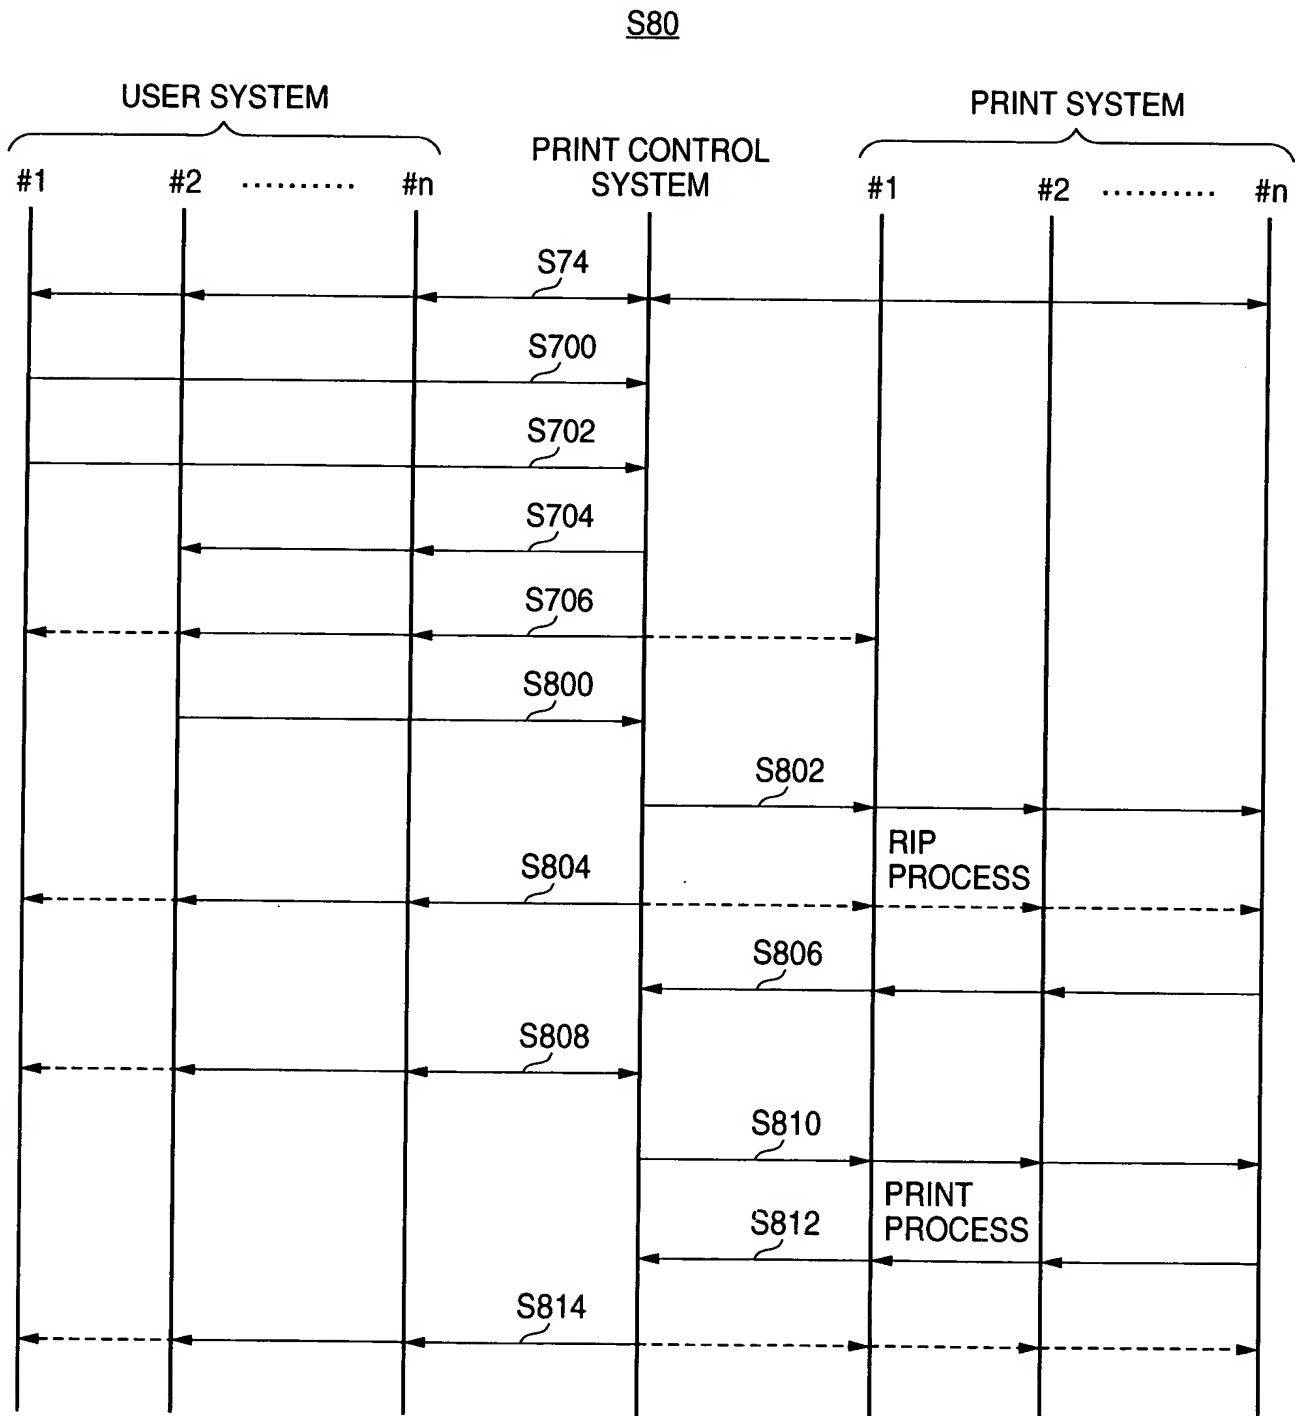 S80
USER SYSTEM
PRINT SYSTEM
PRINT CONTROL
SYSTEM
#1 #2 .......... #n
#1 #2 .......... #n
S74
S700
S702
S704
S706
S800
S802
RIP
PROCESS
S804
S806
S808
S810
PRINT
PROCESS
S812
S814